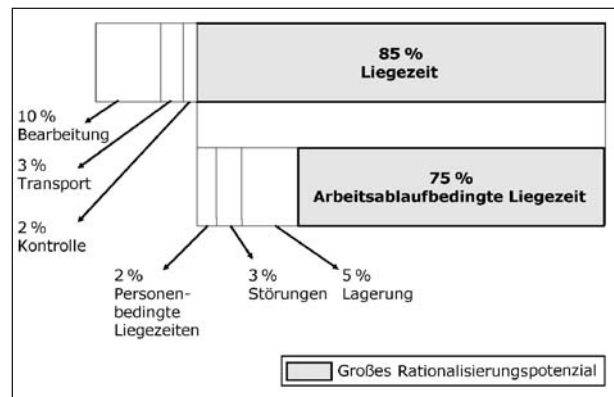 85 %
Liegezeit
10 %
Bearbeitung
3 %
Transport
2 %
Kontrolle
75 %
Arbeitsablaufbedingte Liegezeit
2 %
Personen-
bedingte
Liegezeiten
3 %
Störungen
5 %
Lagerung
Großes Rationalisierungspotenzial